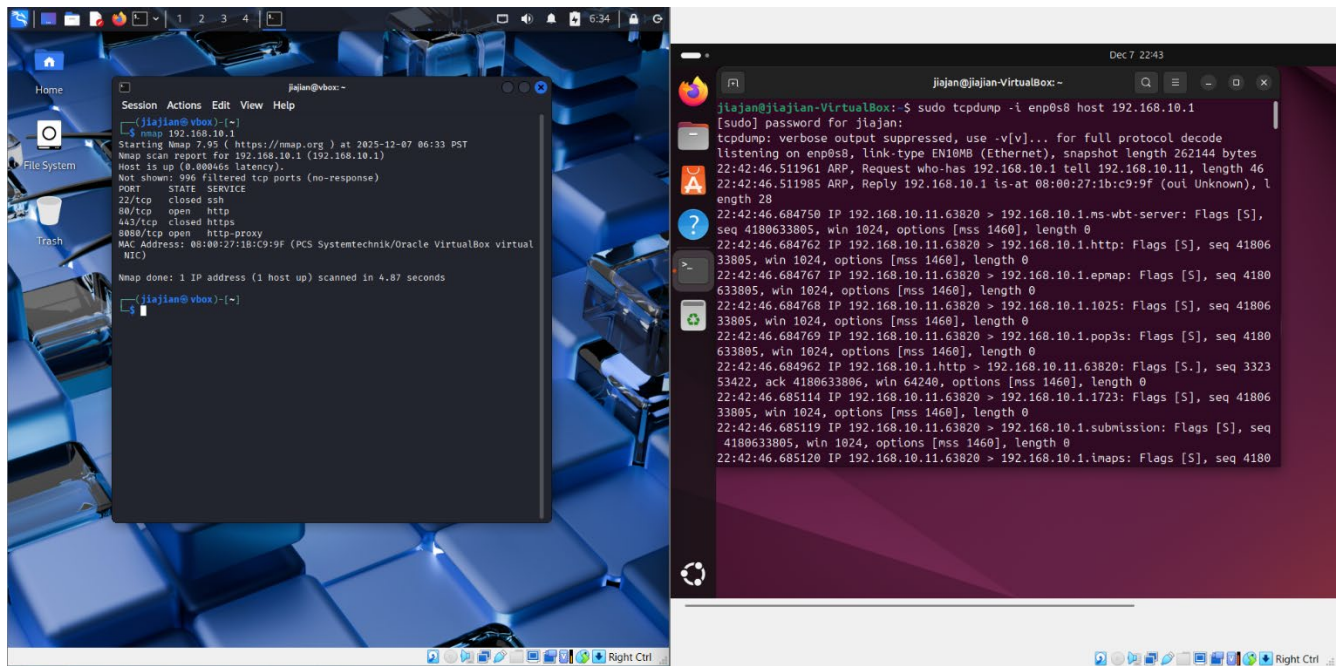 1 2 3 4
6:34
Home
File System
Trash
jiajian@vbox: ~
Session Actions Edit View Help
┌──(jiajian㉿vbox)-[~]
└─$ nmap 192.168.10.1
Starting Nmap 7.95 ( https://nmap.org ) at 2025-12-07 06:33 PST
Nmap scan report for 192.168.10.1 (192.168.10.1)
Host is up (0.00046s latency).
Not shown: 996 filtered tcp ports (no-response)
PORT STATE SERVICE
22/tcp closed ssh
80/tcp open http
443/tcp closed https
8080/tcp open http-proxy
MAC Address: 08:00:27:1B:C9:9F (PCS Systemtechnik/Oracle VirtualBox virtual
NIC)
Nmap done: 1 IP address (1 host up) scanned in 4.87 seconds
┌──(jiajian㉿vbox)-[~]
└─$
Right Ctrl
Dec 7 22:43
jiajan@jiajian-VirtualBox: ~
jiajan@jiajian-VirtualBox:~$ sudo tcpdump -i enp0s8 host 192.168.10.1
[sudo] password for jiajan:
tcpdump: verbose output suppressed, use -v[v]... for full protocol decode
listening on enp0s8, link-type EN10MB (Ethernet), snapshot length 262144 bytes
22:42:46.511961 ARP, Request who-has 192.168.10.1 tell 192.168.10.11, length 46
22:42:46.511985 ARP, Reply 192.168.10.1 is-at 08:00:27:1b:c9:9f (oui Unknown), l
ength 28
22:42:46.684750 IP 192.168.10.11.63820 > 192.168.10.1.ms-wbt-server: Flags [S],
seq 4180633805, win 1024, options [mss 1460], length 0
22:42:46.684762 IP 192.168.10.11.63820 > 192.168.10.1.http: Flags [S], seq 41806
33805, win 1024, options [mss 1460], length 0
22:42:46.684767 IP 192.168.10.11.63820 > 192.168.10.1.epmap: Flags [S], seq 4180
633805, win 1024, options [mss 1460], length 0
22:42:46.684768 IP 192.168.10.11.63820 > 192.168.10.1.1025: Flags [S], seq 41806
33805, win 1024, options [mss 1460], length 0
22:42:46.684769 IP 192.168.10.11.63820 > 192.168.10.1.pop3s: Flags [S], seq 4180
633805, win 1024, options [mss 1460], length 0
22:42:46.684962 IP 192.168.10.1.http > 192.168.10.11.63820: Flags [S.], seq 3323
53422, ack 4180633806, win 64240, options [mss 1460], length 0
22:42:46.685114 IP 192.168.10.11.63820 > 192.168.10.1.1723: Flags [S], seq 41806
33805, win 1024, options [mss 1460], length 0
22:42:46.685119 IP 192.168.10.11.63820 > 192.168.10.1.submission: Flags [S], seq
4180633805, win 1024, options [mss 1460], length 0
22:42:46.685120 IP 192.168.10.11.63820 > 192.168.10.1.imaps: Flags [S], seq 4180
Right Ctrl